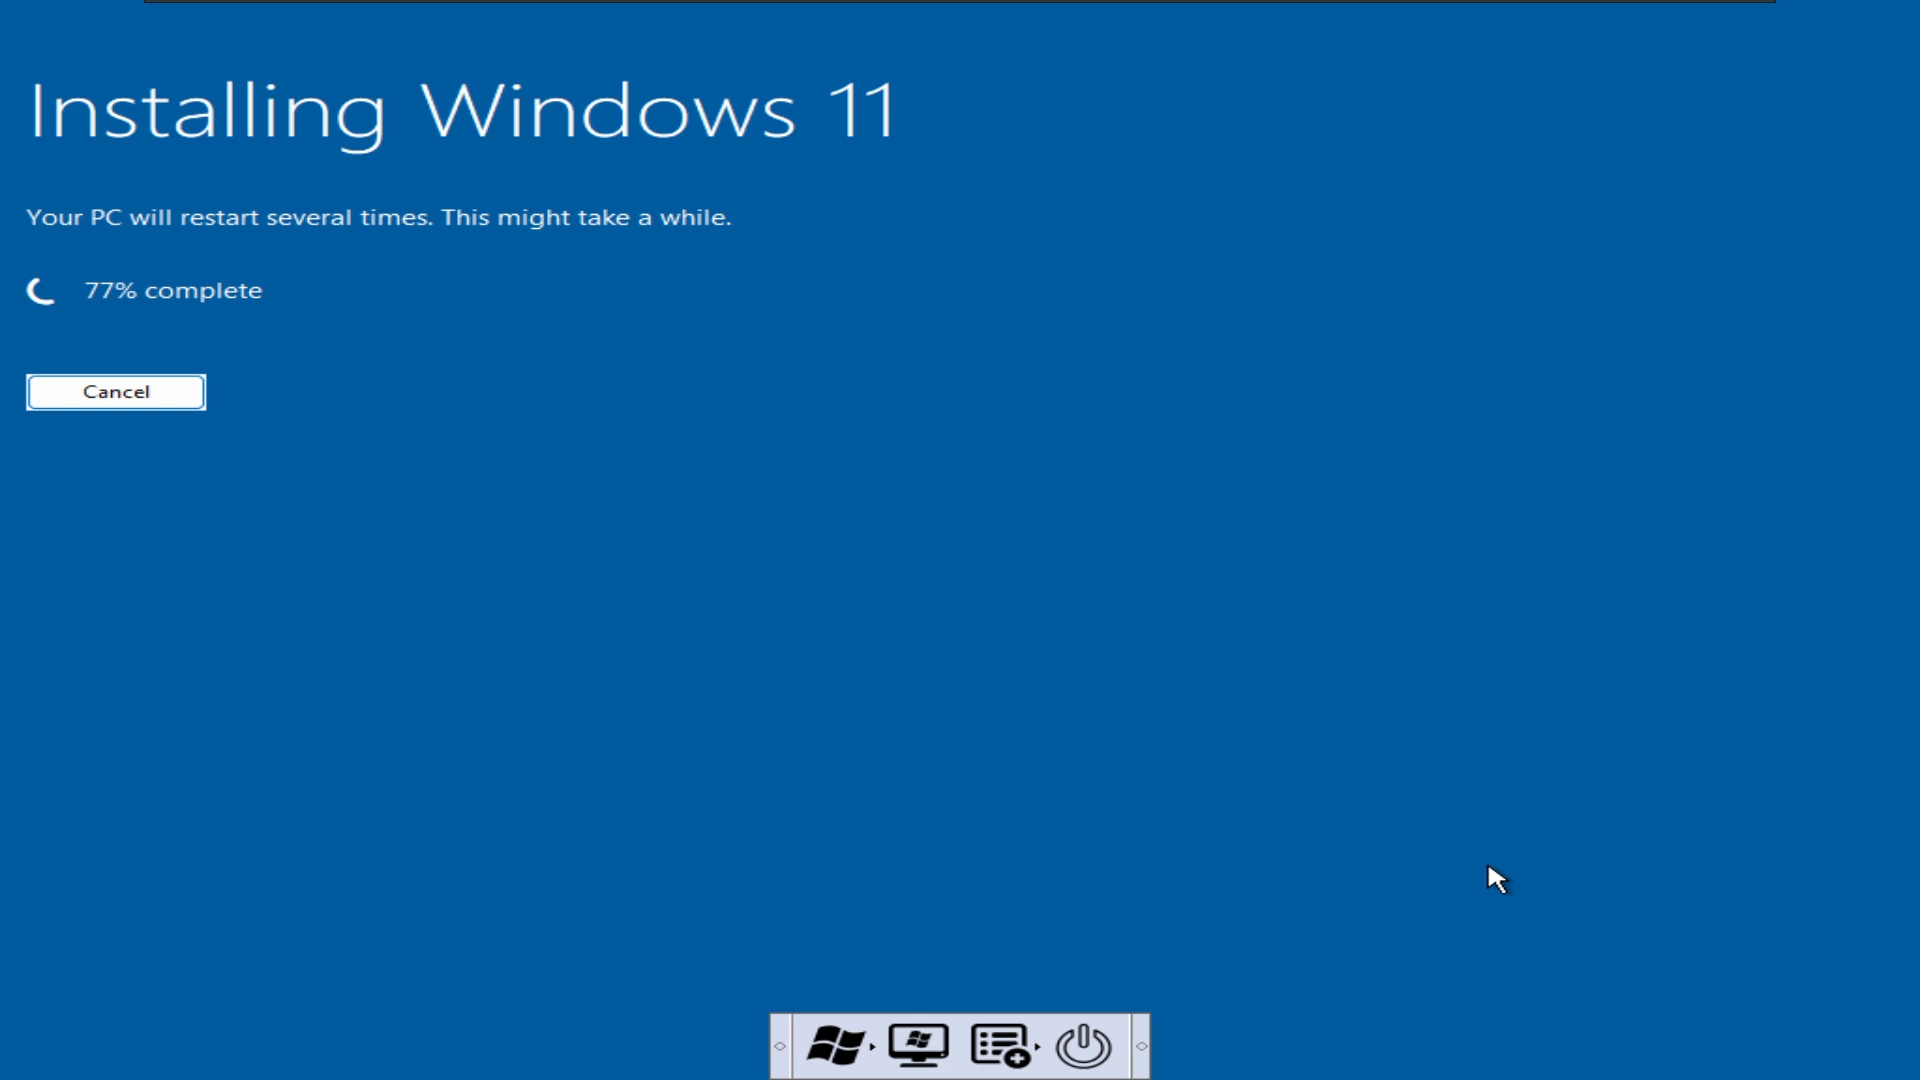 Installing Windows 11
Your PC will restart several times. This might take a while.
77% complete
Cancel